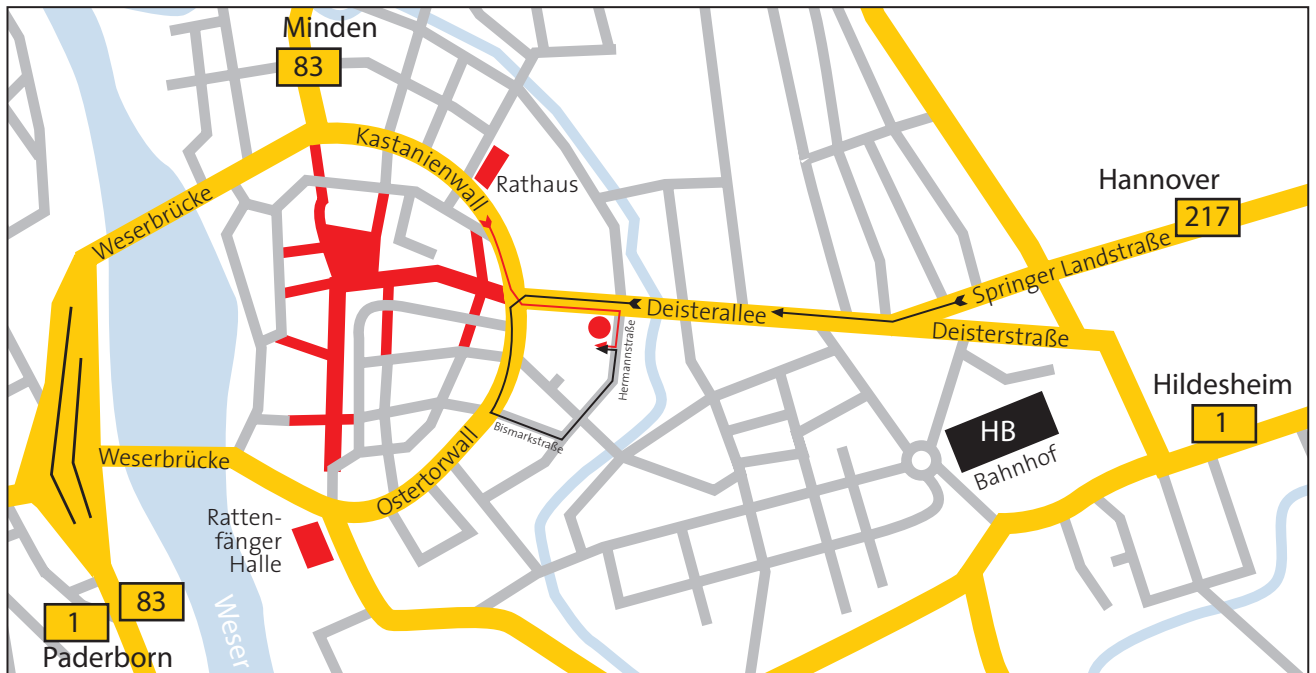 Minden
83
Kastanienwall
Rathaus
Weserbrücke
Hannover
217
Springer Landstraße
Deisterallee
Deisterstraße
Hermannstraße
Hildesheim
1
Bismarkstraße
HB
Bahnhof
Weserbrücke
Ostertorwall
Ratten-
fänger
Halle
83
1
Paderborn
Weser